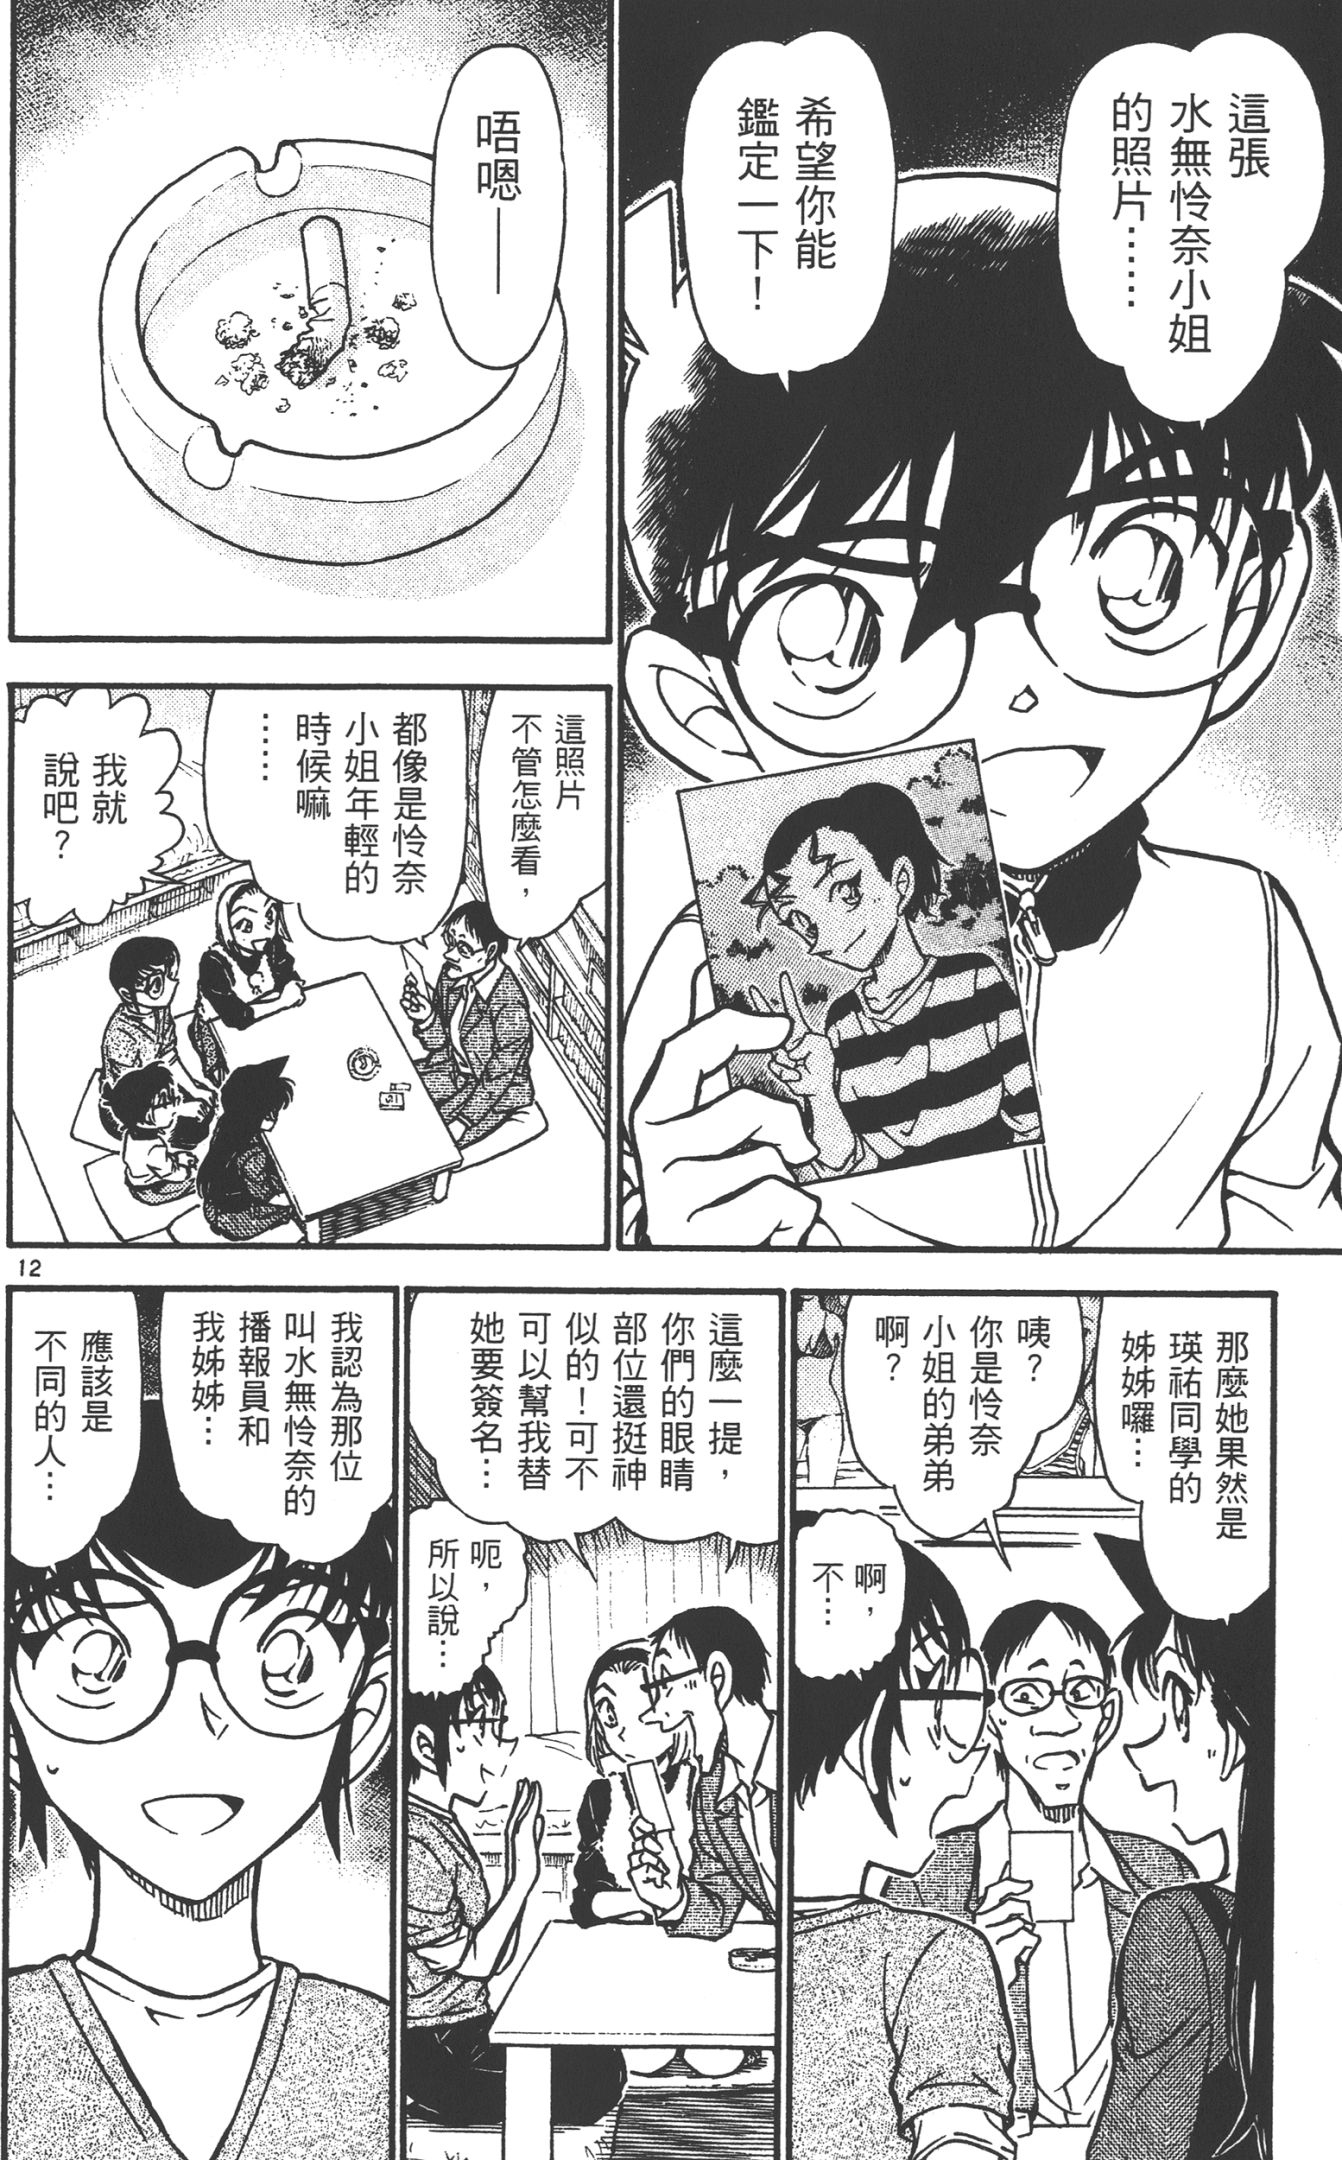 這張
水無怜奈小姐
的照片……
希望你能
鑑定一下！
唔嗯——
這照片
不管怎麼看，
都像是怜奈
小姐年輕的
時候嘛
……
我就
說吧？
12
那麼她果然是
瑛祐同學的
姊姊囉…
咦？
你是怜奈
小姐的弟弟
啊？
啊，
不…
這麼一提，
你們的眼睛
部位還挺神
似的！可不
可以幫我替
她要簽名…
呃，
所以說…
我認為那位
叫水無怜奈的
播報員和
我姊姊…
應該是
不同的人…